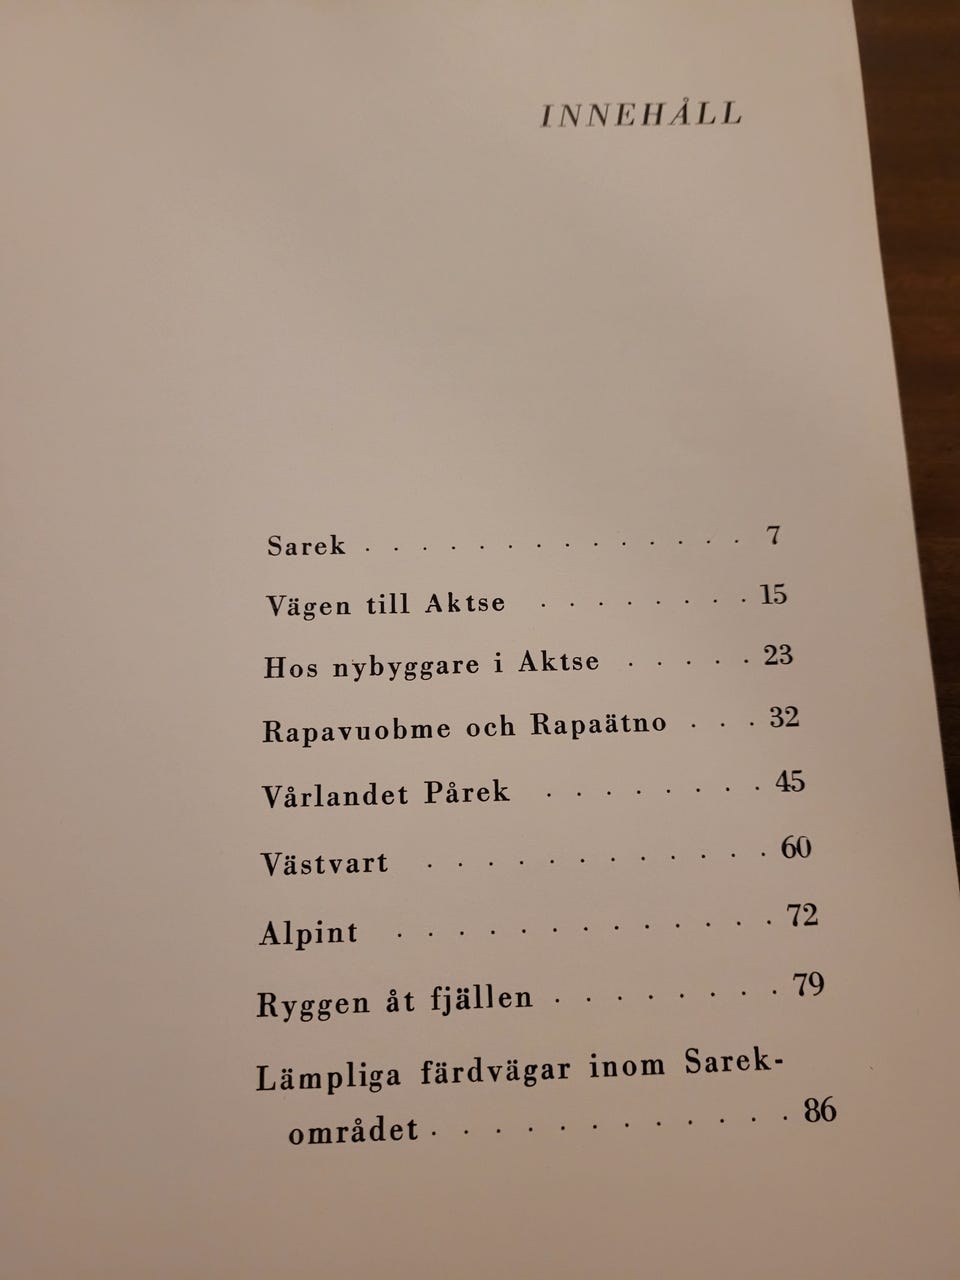 INNEHÅLL
Sarek . . . . . . . . . . . . . . 7
Vägen till Aktse . . . . . . . . 15
Hos nybyggare i Aktse . . . . . 23
Rapavuobme och Rapaätno . . . 32
Vårlandet Pårek . . . . . . . . 45
Västvart . . . . . . . . . . . . 60
Alpint . . . . . . . . . . . . . 72
Ryggen åt fjällen . . . . . . . . 79
Lämpliga färdvägar inom Sarek-
området . . . . . . . . . . . . 86